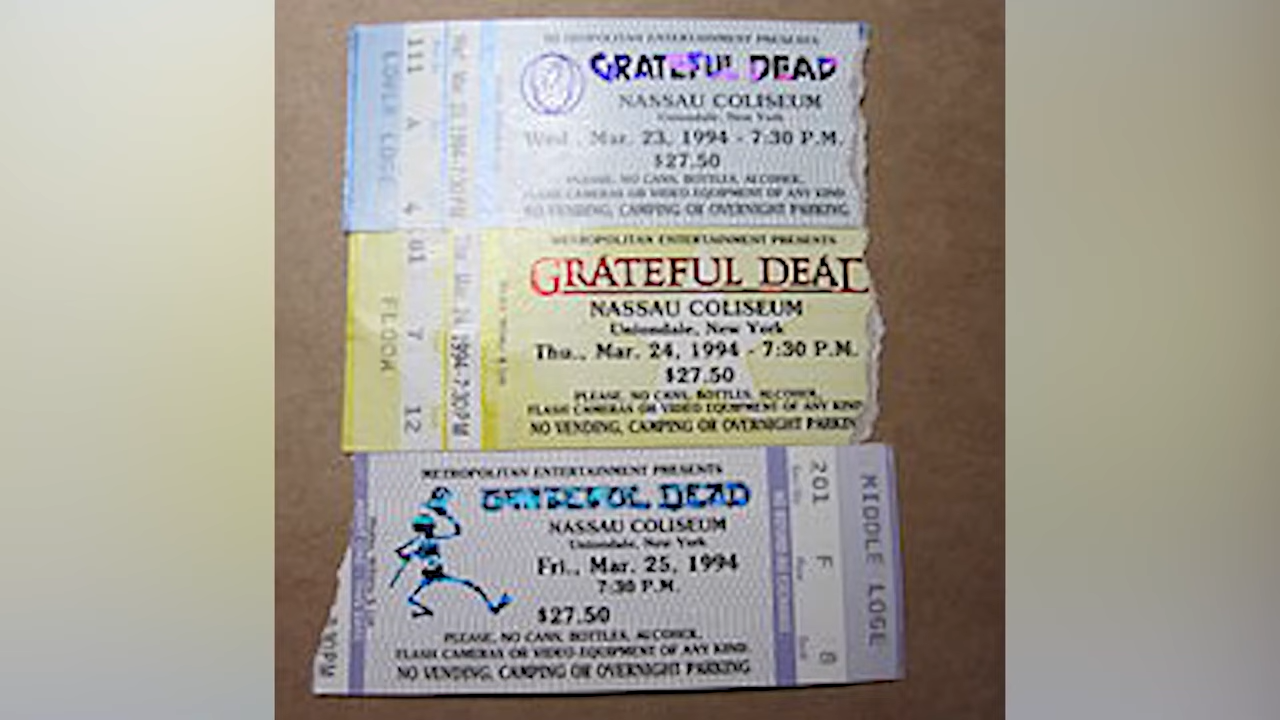 METROPOLITAN ENTERTAINMENT PRESENTS
GRATEFUL DEAD
NASSAU COLISEUM
Uniondale, New York
Wed., Mar. 23, 1994 - 7:30 P.M.
$27.50
PLEASE, NO CANS, BOTTLES, ALCOHOL,
FLASH CAMERAS OR VIDEO EQUIPMENT OF ANY KIND
NO VENDING, CAMPING OR OVERNIGHT PARKING
LOWER LOGE
111 A 4
METROPOLITAN ENTERTAINMENT PRESENTS
GRATEFUL DEAD
NASSAU COLISEUM
Uniondale, New York
Thu., Mar. 24, 1994 - 7:30 P.M.
$27.50
PLEASE, NO CANS, BOTTLES, ALCOHOL,
FLASH CAMERAS OR VIDEO EQUIPMENT OF ANY KIND
NO VENDING, CAMPING OR OVERNIGHT PARKIN
FLOOR
7 12
Thu Mar 24 1994-7:30PM
METROPOLITAN ENTERTAINMENT PRESENTS
GRATEFUL DEAD
NASSAU COLISEUM
Uniondale, New York
Fri., Mar. 25, 1994
7:30 P.M.
$27.50
PLEASE, NO CANS, BOTTLES, ALCOHOL,
FLASH CAMERAS OR VIDEO EQUIPMENT OF ANY KIND
NO VENDING, CAMPING OR OVERNIGHT PARKING
201 F 8
MIDDLE LOGE